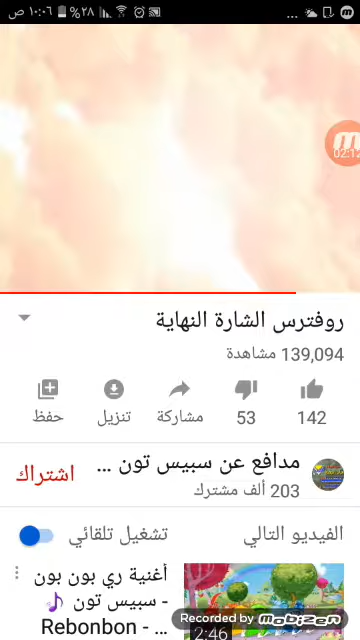 ١٠:٠٦ ص ٢٨%
02:12
روفترس الشارة النهاية
139,094 مشاهدة
142 53 مشاركة تنزيل حفظ
مدافع عن سبيس تون ...
اشتراك
203 ألف مشترك
الفيديو التالي تشغيل تلقائي
أغنية ري بون بون
- سبيس تون 🎵
Rebonbon - ...
2:46
Recorded by mobizen